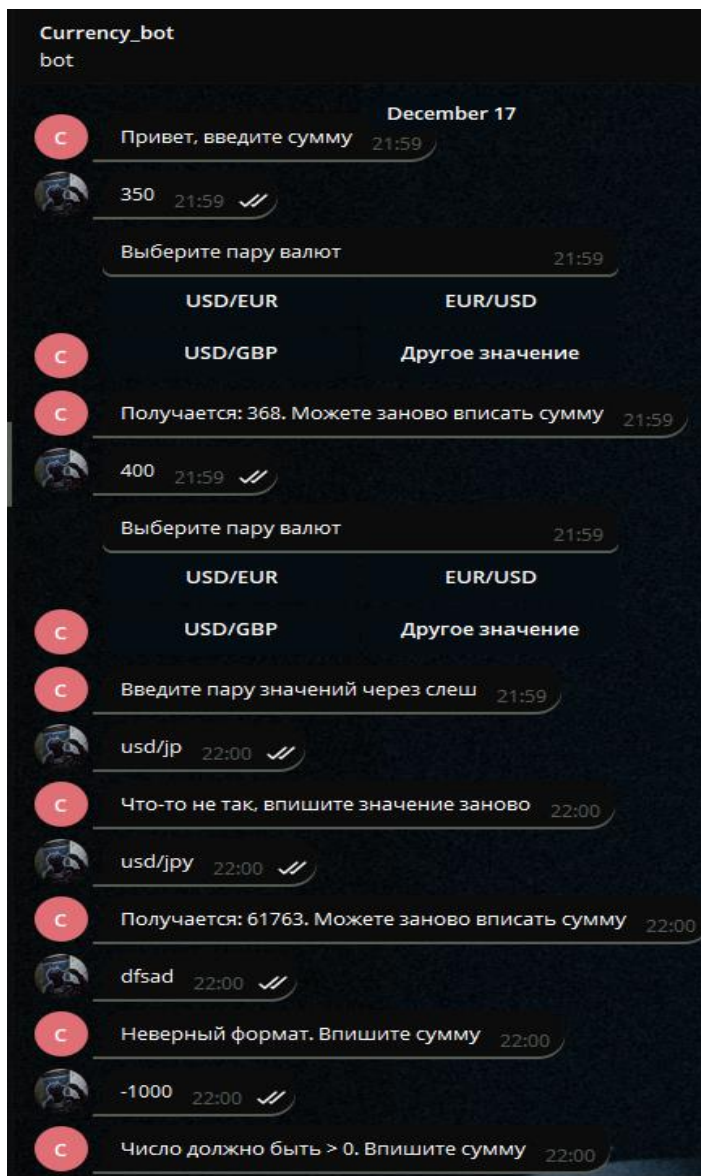 Currency_bot
bot
December 17
C
Привет, введите сумму 21:59
350 21:59
Выберите пару валют 21:59
USD/EUR EUR/USD
C
USD/GBP Другое значение
C
Получается: 368. Можете заново вписать сумму 21:59
400 21:59
Выберите пару валют 21:59
USD/EUR EUR/USD
C
USD/GBP Другое значение
C
Введите пару значений через слеш 21:59
usd/jp 22:00
C
Что-то не так, впишите значение заново 22:00
usd/jpy 22:00
C
Получается: 61763. Можете заново вписать сумму 22:00
dfsad 22:00
C
Неверный формат. Впишите сумму 22:00
-1000 22:00
C
Число должно быть > 0. Впишите сумму 22:00